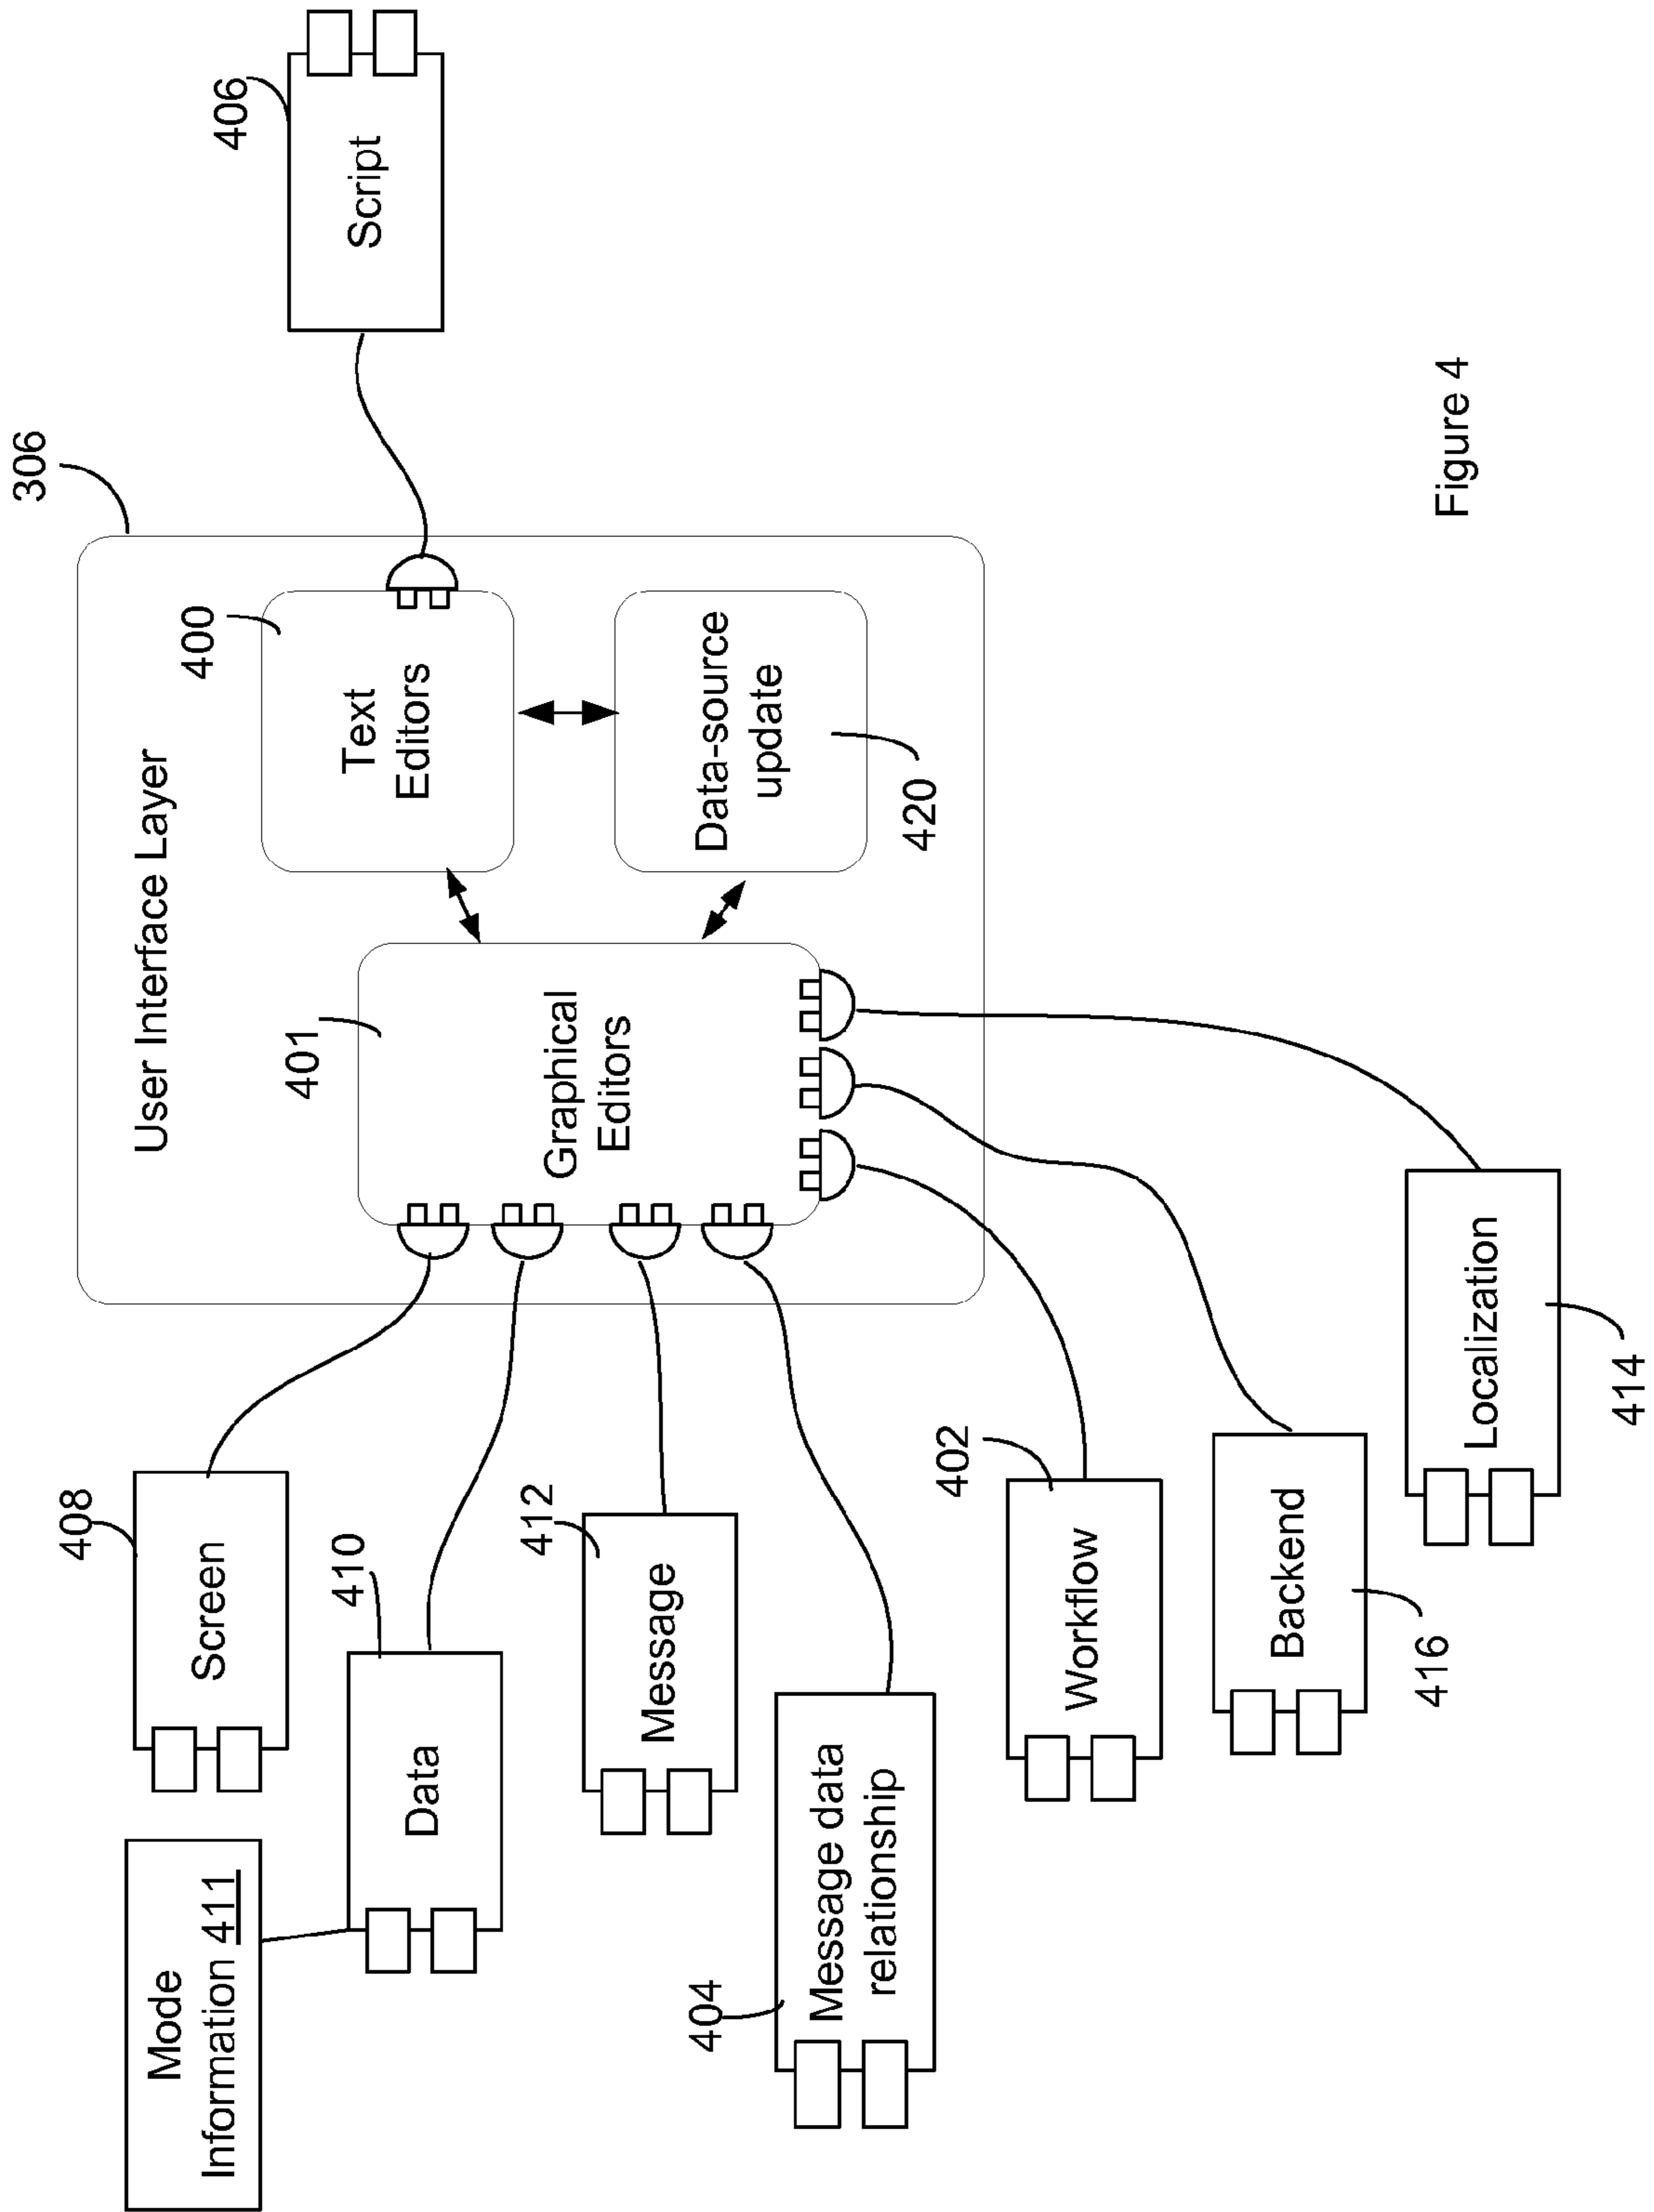 306
User Interface Layer
406
Script
400
Text
Editors
401
Graphical
Editors
Data-source
update
420
408
Screen
Mode
Information 411
410
Data
412
Message
404
Message data
relationship
402
Workflow
Backend
416
Localization
414
Figure 4